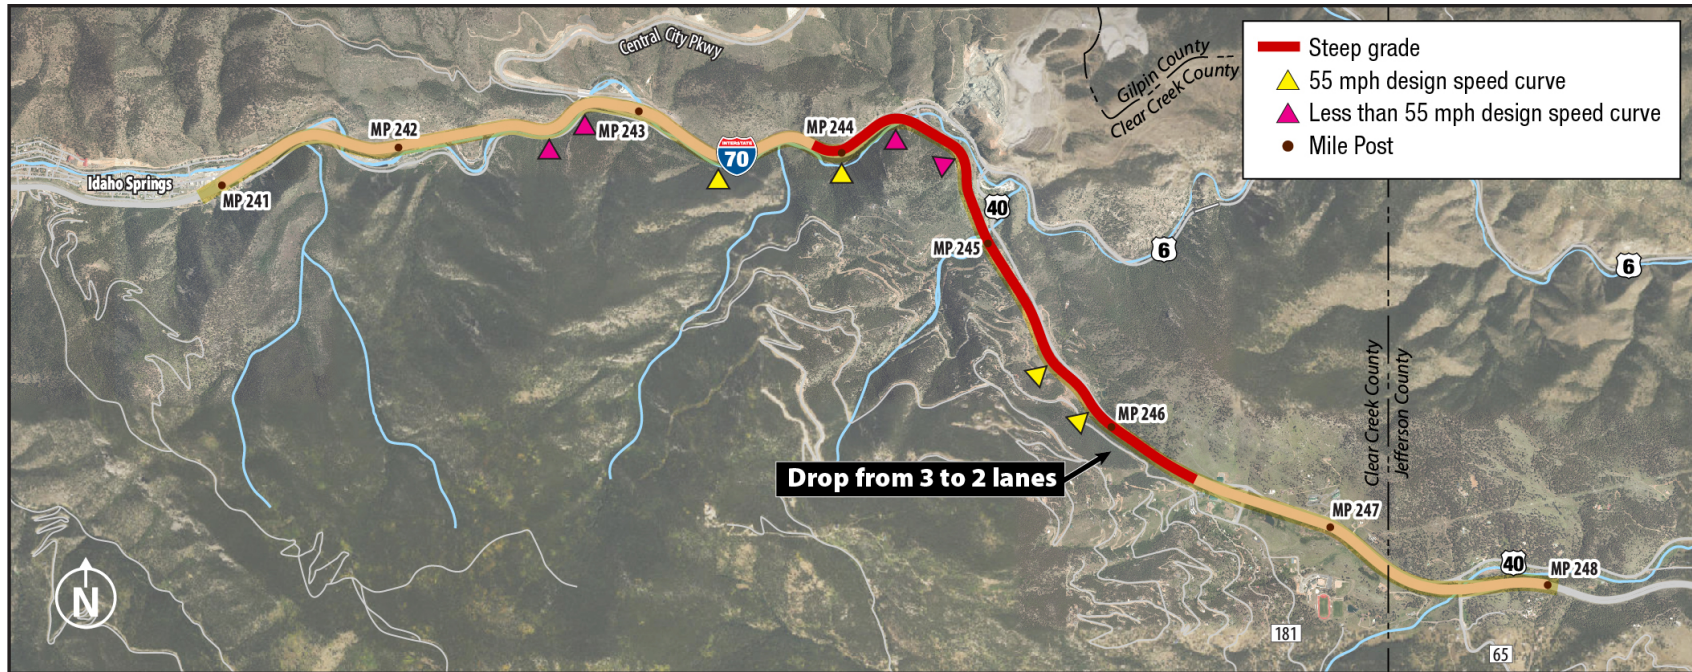 Central City Pkwy
Gilpin County
Clear Creek County
Steep grade
55 mph design speed curve
Less than 55 mph design speed curve
Mile Post
Idaho Springs
MP 241
MP 242
MP 243
INTERSTATE
70
MP 244
40
MP 245
6
6
MP 246
Drop from 3 to 2 lanes
Clear Creek County
Jefferson County
MP 247
40
MP 248
181
65
N